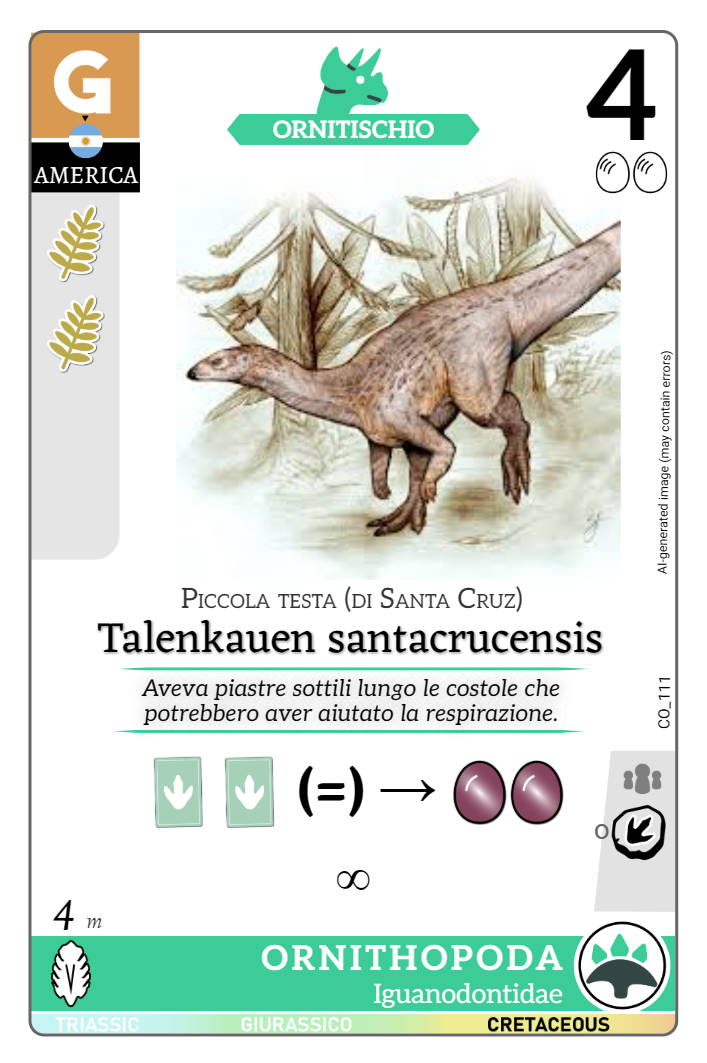 G
AMERICA
ORNITISCHIO
4
AI-generated image (may contain errors)
PICCOLA TESTA (DI SANTA CRUZ)
Talenkauen santacrucensis
Aveva piastre sottili lungo le costole che
potrebbero aver aiutato la respirazione.
CO_111
(=) →
o
∞
4 m
ORNITHOPODA
Iguanodontidae
TRIASSIC GIURASSICO CRETACEOUS